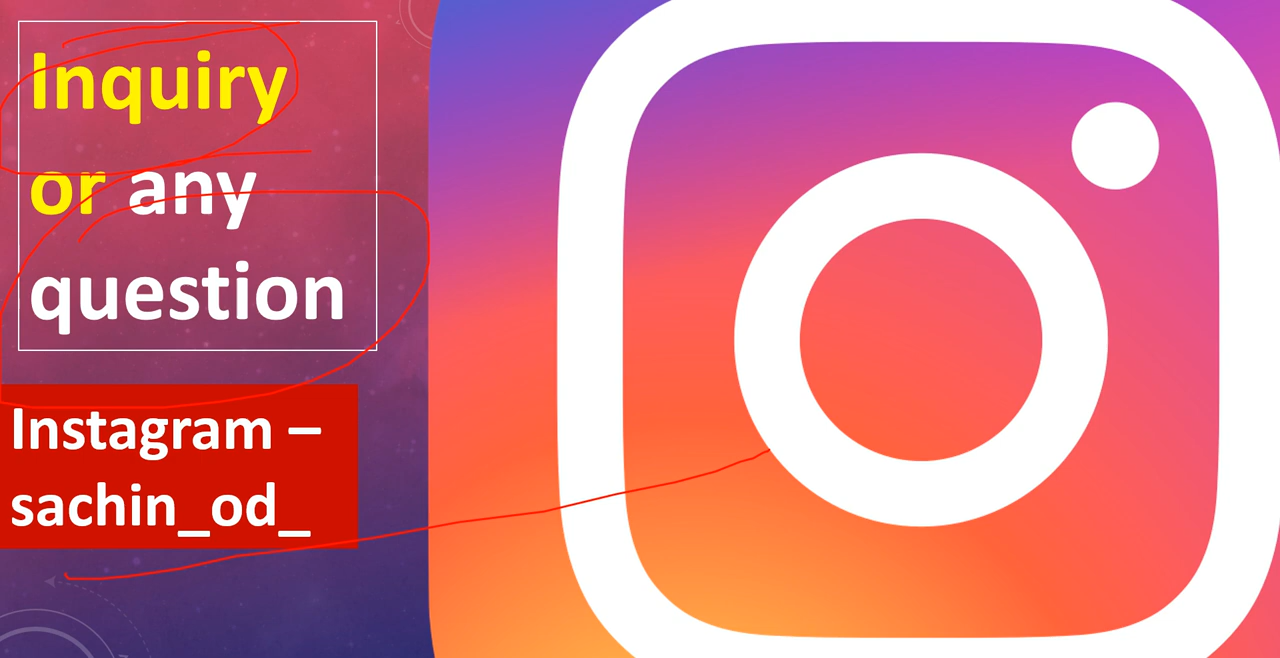 Inquiry
or any
question
Instagram –
sachin_od_